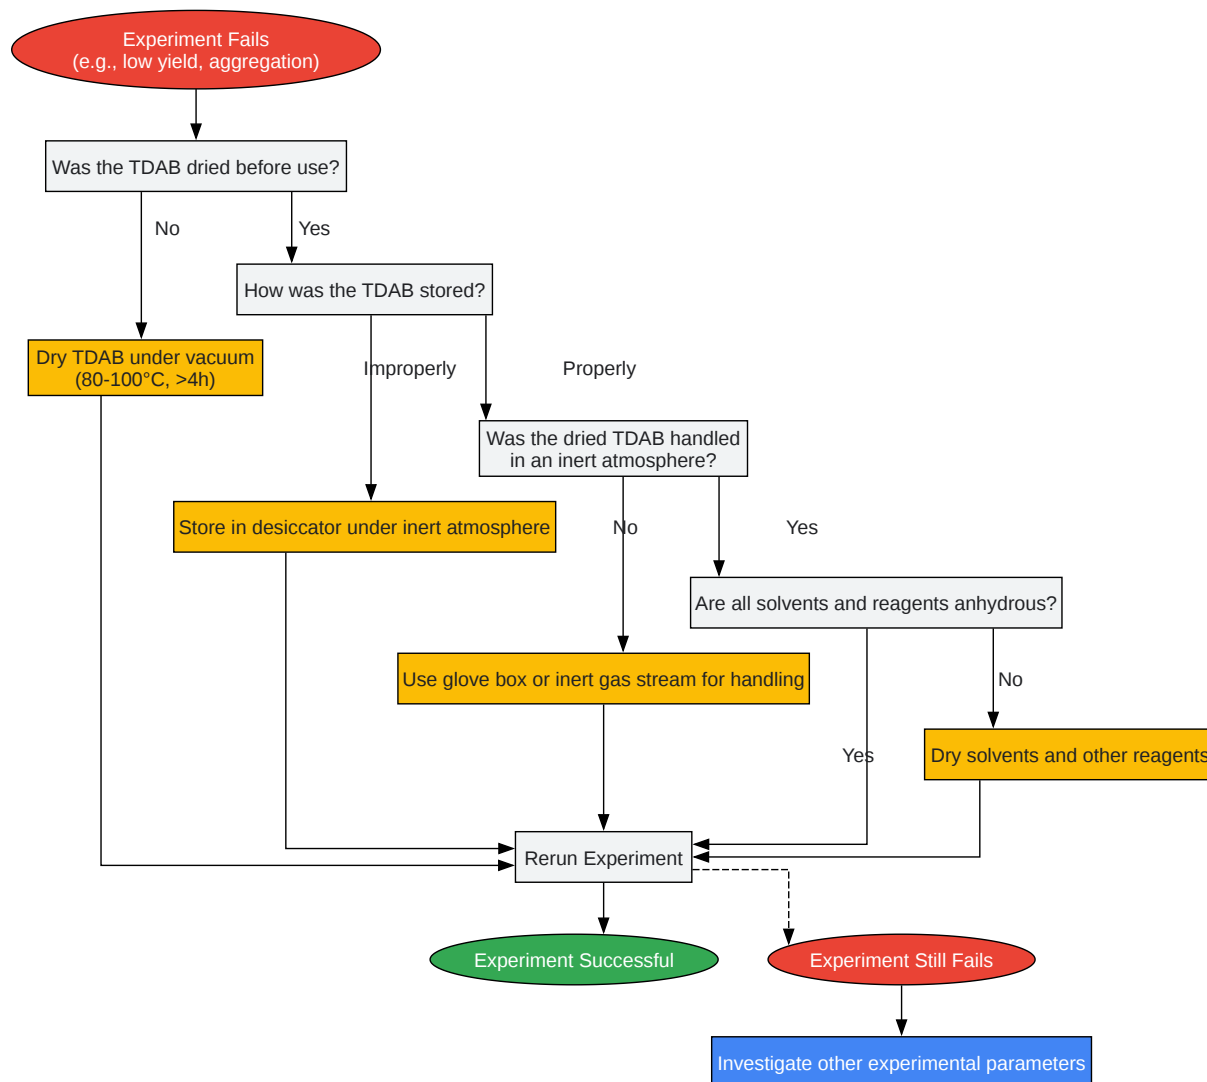 Experiment Fails
(e.g., low yield, aggregation)
Was the TDAB dried before use?
No
Yes
How was the TDAB stored?
Dry TDAB under vacuum
(80-100°C, >4h)
Improperly
Properly
Was the dried TDAB handled
in an inert atmosphere?
Store in desiccator under inert atmosphere
No
Yes
Are all solvents and reagents anhydrous?
Use glove box or inert gas stream for handling
No
Yes
Dry solvents and other reagents
Rerun Experiment
Experiment Successful
Experiment Still Fails
Investigate other experimental parameters